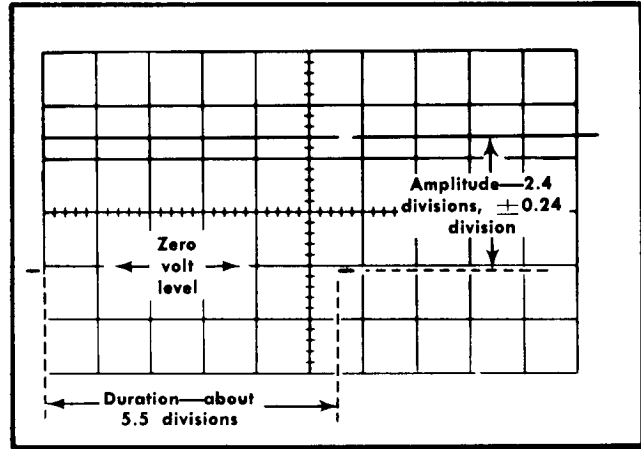 Amplitude—2.4
divisions, ±0.24
division
Zero
volt
level
Duration—about
5.5 divisions